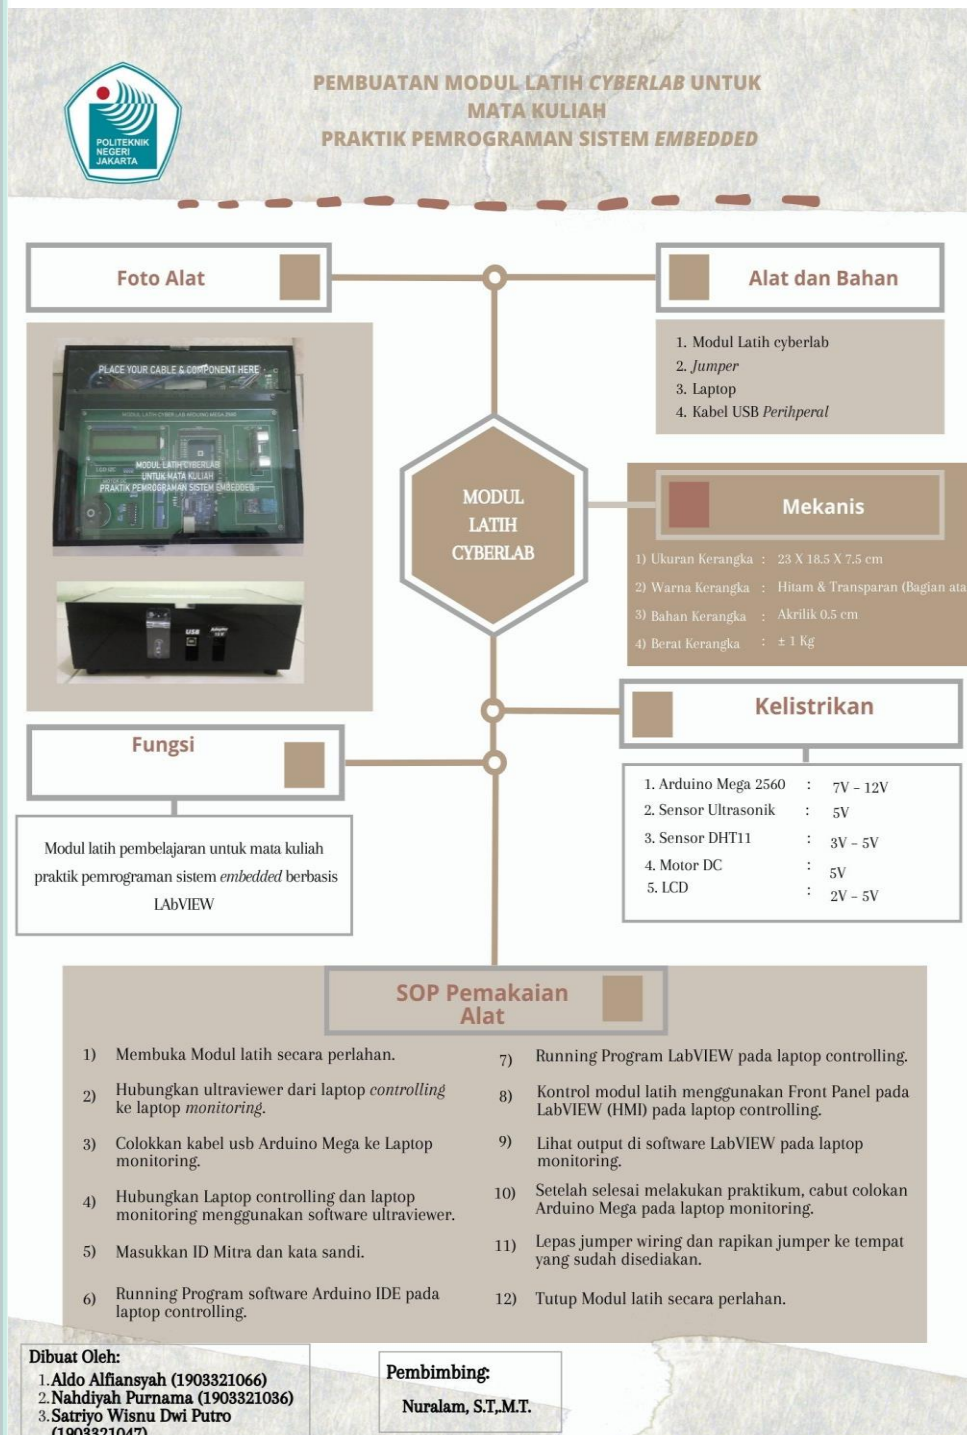 POLITEKNIK
NEGERI
JAKARTA
PEMBUATAN MODUL LATIH CYBERLAB UNTUK
MATA KULIAH
PRAKTIK PEMROGRAMAN SISTEM EMBEDDED
Foto Alat
PLACE YOUR CABLE & COMPONENT HERE
MODUL LATIH CYBER LAB ARDUINO MEGA 2560
MODUL LATIH CYBERLAB
UNTUK MATA KULIAH
PRAKTIK PEMROGRAMAN SISTEM EMBEDDED
USB
Alat dan Bahan
1. Modul Latih cyberlab
2. Jumper
3. Laptop
4. Kabel USB Perihperal
MODUL
LATIH
CYBERLAB
Mekanis
1) Ukuran Kerangka : 23 X 18.5 X 7.5 cm
2) Warna Kerangka : Hitam & Transparan (Bagian ata
3) Bahan Kerangka : Akrilik 0.5 cm
4) Berat Kerangka : ± 1 Kg
Kelistrikan
1. Arduino Mega 2560 : 7V – 12V
2. Sensor Ultrasonik : 5V
3. Sensor DHT11 : 3V – 5V
4. Motor DC : 5V
5. LCD : 2V – 5V
Fungsi
Modul latih pembelajaran untuk mata kuliah
praktik pemrograman sistem embedded berbasis
LAbVIEW
SOP Pemakaian
Alat
1) Membuka Modul latih secara perlahan.
2) Hubungkan ultraviewer dari laptop controlling
ke laptop monitoring.
3) Colokkan kabel usb Arduino Mega ke Laptop
monitoring.
4) Hubungkan Laptop controlling dan laptop
monitoring menggunakan software ultraviewer.
5) Masukkan ID Mitra dan kata sandi.
6) Running Program software Arduino IDE pada
laptop controlling.
7) Running Program LabVIEW pada laptop controlling.
8) Kontrol modul latih menggunakan Front Panel pada
LabVIEW (HMI) pada laptop controlling.
9) Lihat output di software LabVIEW pada laptop
monitoring.
10) Setelah selesai melakukan praktikum, cabut colokan
Arduino Mega pada laptop monitoring.
11) Lepas jumper wiring dan rapikan jumper ke tempat
yang sudah disediakan.
12) Tutup Modul latih secara perlahan.
Dibuat Oleh:
1. Aldo Alfiansyah (1903321066)
2. Nahdiyah Purnama (1903321036)
3. Satriyo Wisnu Dwi Putro
(1903321047)
Pembimbing:
Nuralam, S.T,.M.T.